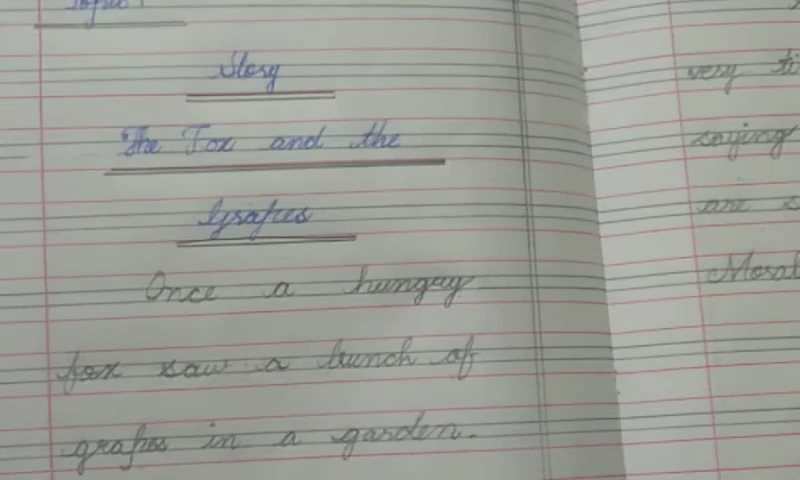 Story
The Fox and the
Grapes
Once a hungry
fox saw a bunch of
grapes in a garden.
very
saying
are
Moral